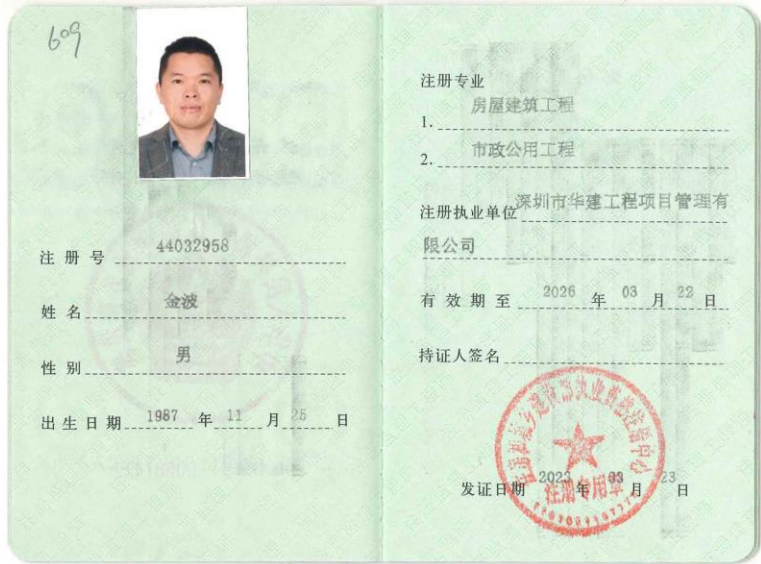 609
注册号 44032958
姓名 金波
性别 男
出生日期 1987 年 11 月 25 日
注册专业
1. 房屋建筑工程
2. 市政公用工程
注册执业单位 深圳市华建工程项目管理有
限公司
有效期至 2026 年 03 月 22 日
持证人签名
发证日期 2023 年 03 月 23 日
注册专用章